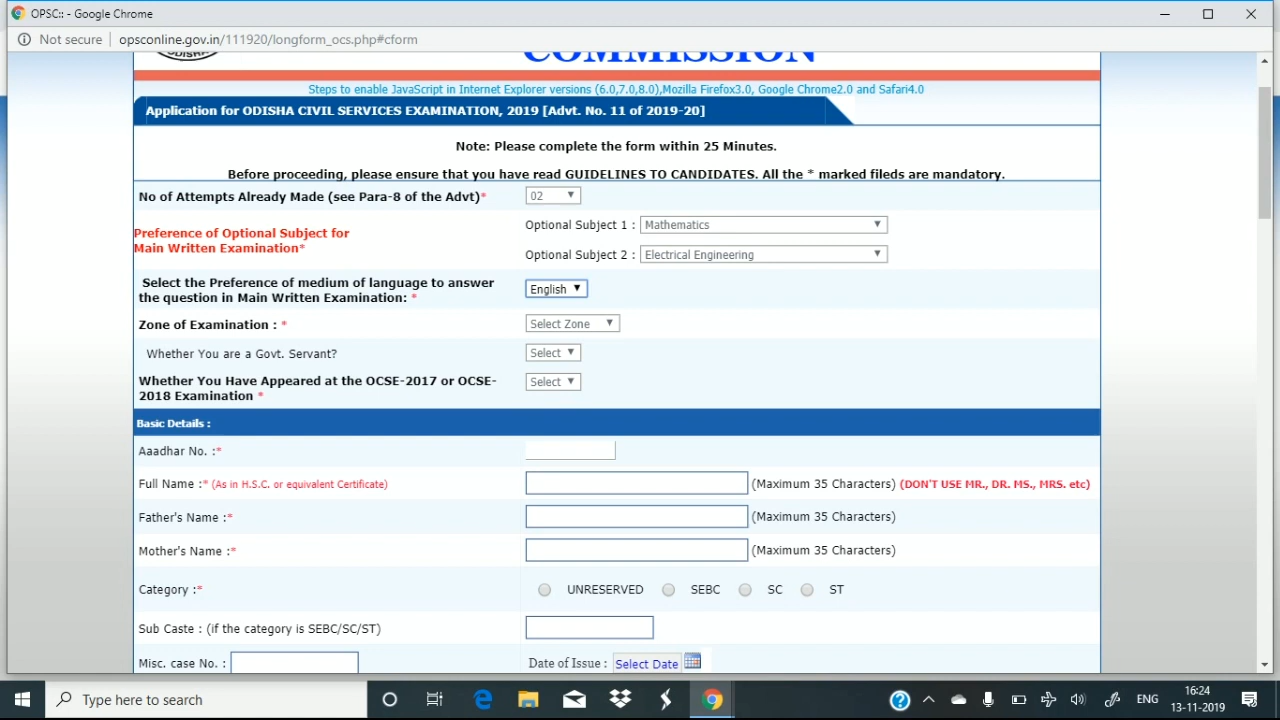 OPSC:: - Google Chrome
Not secure | opsconline.gov.in/111920/longform_ocs.php#cform
COMMISSION
Steps to enable JavaScript in Internet Explorer versions (6.0,7.0,8.0),Mozilla Firefox3.0, Google Chrome2.0 and Safari4.0
Application for ODISHA CIVIL SERVICES EXAMINATION, 2019 [Advt. No. 11 of 2019-20]
Note: Please complete the form within 25 Minutes.
Before proceeding, please ensure that you have read GUIDELINES TO CANDIDATES. All the * marked fileds are mandatory.
No of Attempts Already Made (see Para-8 of the Advt)* 02
Optional Subject 1 : Mathematics
Preference of Optional Subject for
Main Written Examination*
Optional Subject 2 : Electrical Engineering
Select the Preference of medium of language to answer
the question in Main Written Examination: * English
Zone of Examination : * Select Zone
Whether You are a Govt. Servant? Select
Whether You Have Appeared at the OCSE-2017 or OCSE- Select
2018 Examination *
Basic Details :
Aaadhar No. :*
Full Name :* (As in H.S.C. or equivalent Certificate) (Maximum 35 Characters) (DON'T USE MR., DR. MS., MRS. etc)
Father's Name :* (Maximum 35 Characters)
Mother's Name :* (Maximum 35 Characters)
Category :* UNRESERVED SEBC SC ST
Sub Caste : (if the category is SEBC/SC/ST)
Misc. case No. : Date of Issue : Select Date
Type here to search
ENG
16:24
13-11-2019